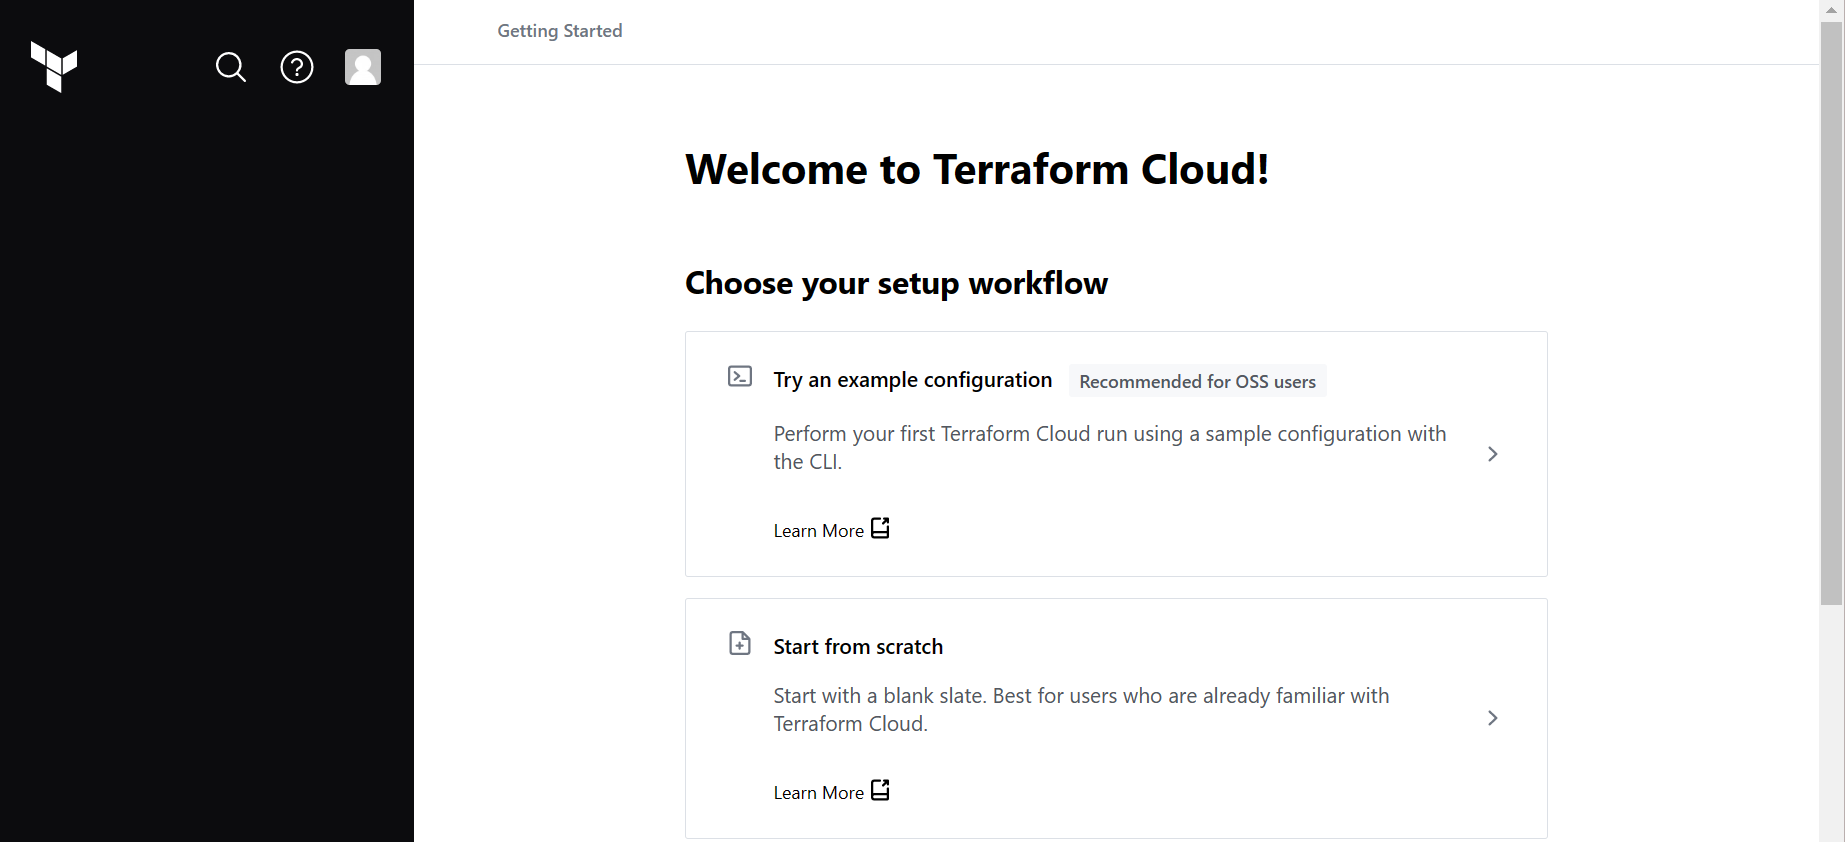 Getting Started
Welcome to Terraform Cloud!
Choose your setup workflow
Try an example configuration
Recommended for OSS users
Perform your first Terraform Cloud run using a sample configuration with
the CLI.
Learn More
Start from scratch
Start with a blank slate. Best for users who are already familiar with
Terraform Cloud.
Learn More